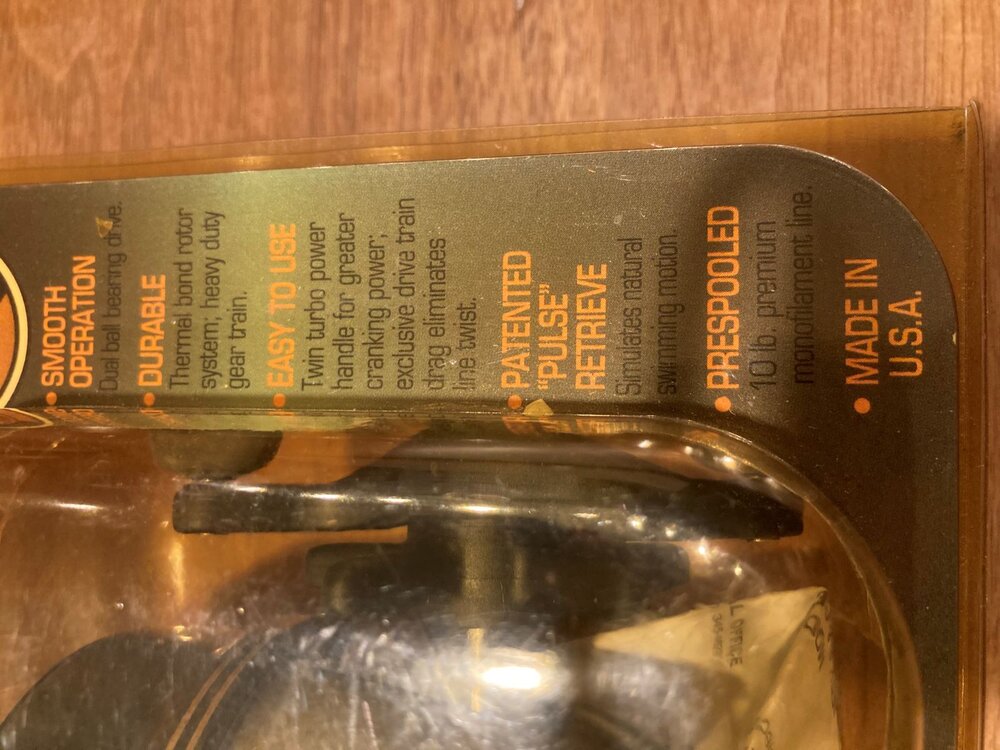 • SMOOTH
OPERATION
Dual ball bearing drive.
• DURABLE
Thermal bond rotor
system; heavy duty
gear train.
• EASY TO USE
Twin turbo power
handle for greater
cranking power;
exclusive drive train
drag eliminates
line twist.
• PATENTED
"PULSE"
RETRIEVE
Simulates natural
swimming motion.
• PRESPOOLED
10 lb. premium
monofilament line.
• MADE IN
U.S.A.